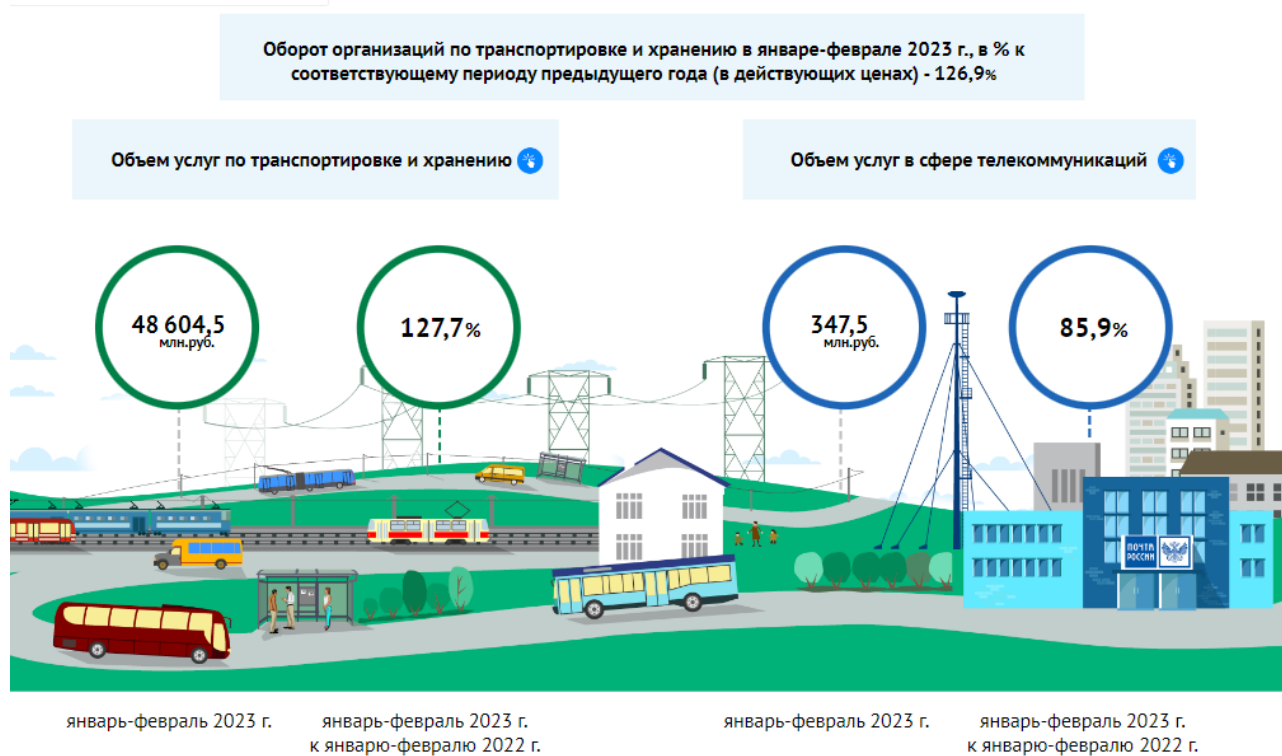 Оборот организаций по транспортировке и хранению в январе-феврале 2023 г., в % к
соответствующему периоду предыдущего года (в действующих ценах) - 126,9%
Объем услуг по транспортировке и хранению
Объем услуг в сфере телекоммуникаций
48 604,5
млн.руб.
127,7%
347,5
млн.руб.
85,9%
ПОЧТА
РОССИИ
январь-февраль 2023 г.
январь-февраль 2023 г.
к январю-февралю 2022 г.
январь-февраль 2023 г.
январь-февраль 2023 г.
к январю-февралю 2022 г.